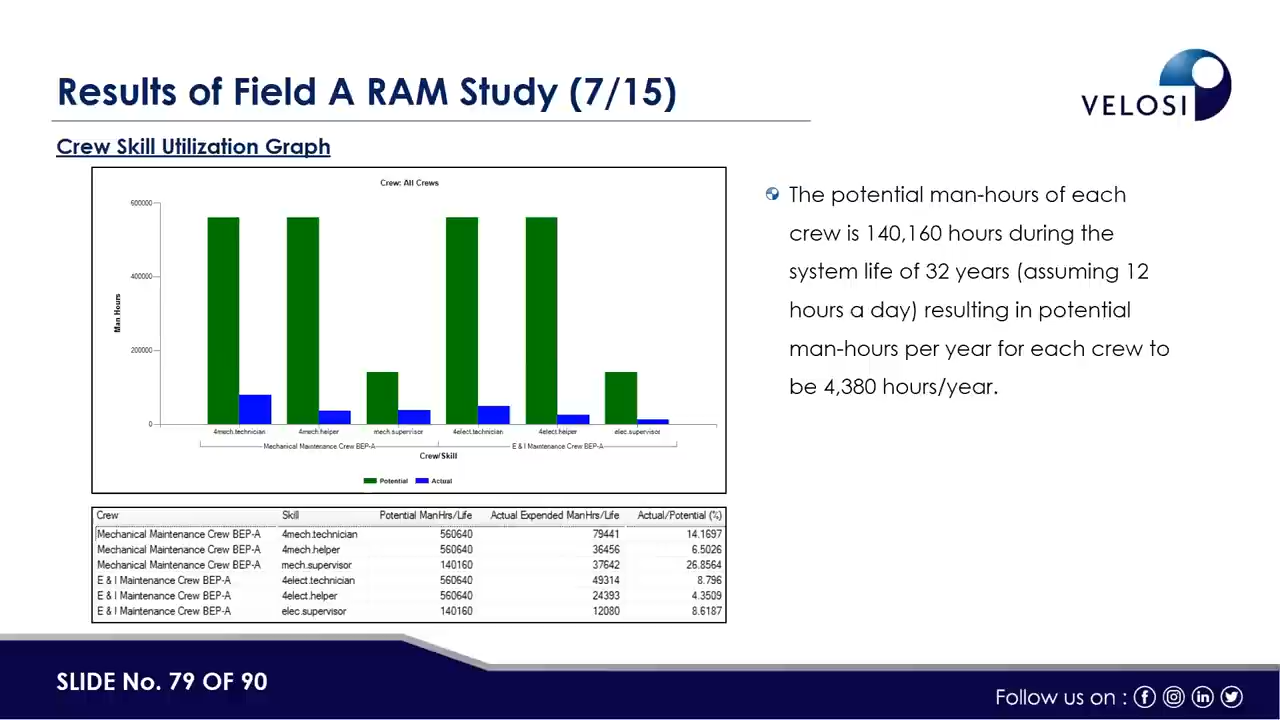 Results of Field A RAM Study (7/15)
VELOSI
Crew Skill Utilization Graph
Crew: All Crews
600000
400000
200000
0
Man Hours
4mech.technician 4mech.helper mech.supervisor 4elect.technician 4elect.helper elec.supervisor
Mechanical Maintenance Crew BEP-A E & I Maintenance Crew BEP-A
Crew/Skill
Potential Actual
The potential man-hours of each
crew is 140,160 hours during the
system life of 32 years (assuming 12
hours a day) resulting in potential
man-hours per year for each crew to
be 4,380 hours/year.
Crew Skill Potential ManHrs/Life Actual Expended ManHrs/Life Actual/Potential (%)
Mechanical Maintenance Crew BEP-A 4mech.technician 560640 79441 14.1697
Mechanical Maintenance Crew BEP-A 4mech.helper 560640 36456 6.5026
Mechanical Maintenance Crew BEP-A mech.supervisor 140160 37642 26.8564
E & I Maintenance Crew BEP-A 4elect.technician 560640 49314 8.796
E & I Maintenance Crew BEP-A 4elect.helper 560640 24393 4.3509
E & I Maintenance Crew BEP-A elec.supervisor 140160 12080 8.6187
SLIDE No. 79 OF 90
Follow us on :